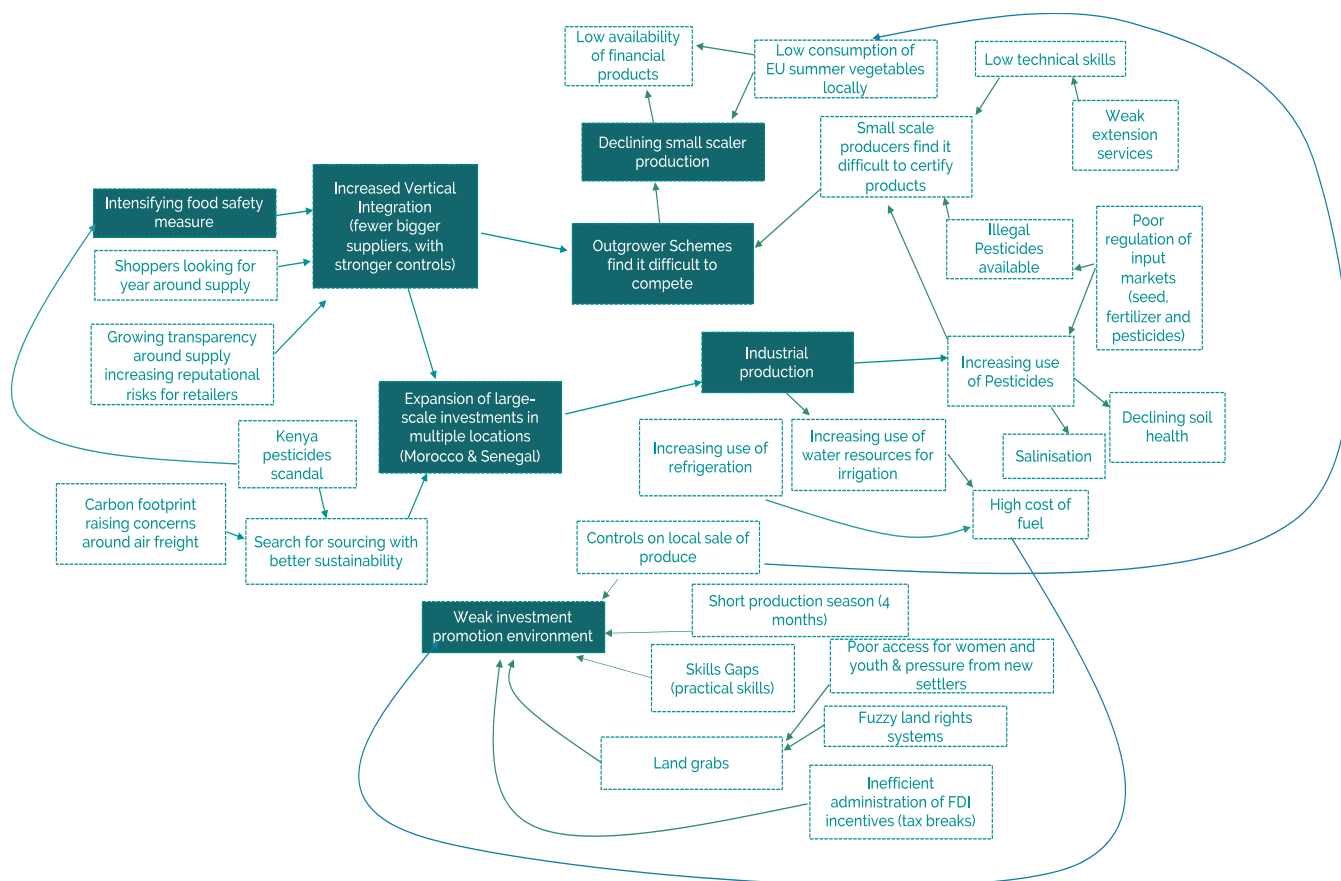 Low availability
of financial
products
Low consumption of
EU summer vegetables
locally
Low technical skills
Weak
extension
services
Declining small scaler
production
Small scale
producers find it
difficult to certify
products
Increased Vertical
Integration
(fewer bigger
suppliers, with
stronger controls)
Intensifying food safety
measure
Shoppers looking for
year around supply
Growing transparency
around supply
increasing reputational
risks for retailers
Outgrower Schemes
find it difficult to
compete
Illegal
Pesticides
available
Poor
regulation of
input
markets
(seed,
fertilizer and
pesticides)
Industrial
production
Increasing use
of Pesticides
Expansion of large-
scale investments in
multiple locations
(Morocco & Senegal)
Declining soil
health
Salinisation
Kenya
pesticides
scandal
Increasing use of
refrigeration
Increasing use of
water resources for
irrigation
High cost of
fuel
Carbon footprint
raising concerns
around air freight
Search for sourcing with
better sustainability
Controls on local sale of
produce
Weak investment
promotion environment
Short production season (4
months)
Skills Gaps
(practical skills)
Poor access for women and
youth & pressure from new
settlers
Fuzzy land rights
systems
Land grabs
Inefficient
administration of FDI
incentives (tax breaks)